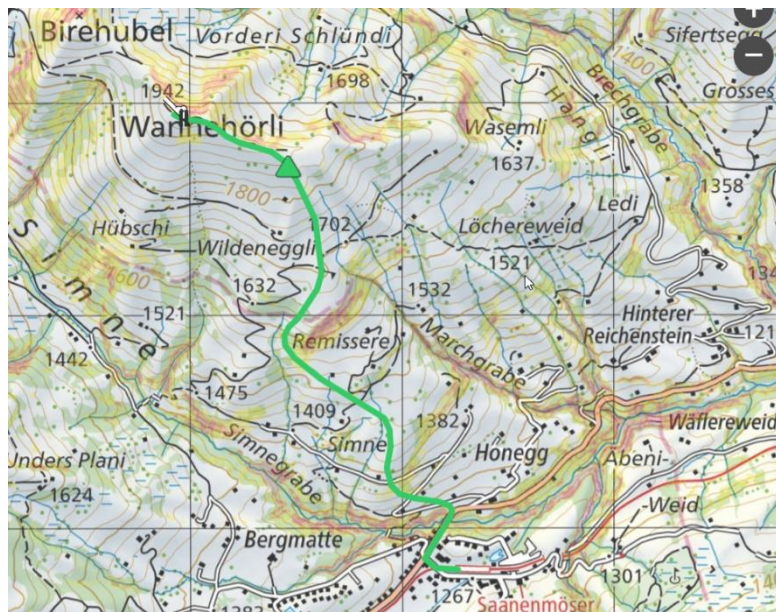 +
Birehubel
Vorderi Schlündi
Sifertsegg
1400
−
1698
Brechgrabe
Grosses
1942
Wannehörli
Hangli
Wasemli
1637
1358
1800
Ledi
Hübschi
1702
Löchereweid
Wildeneggli
1521
Simne
1600
1632
1532
134
1521
Hinterer
Reichenstein
121
Remissere
Marchgrabe
1442
1475
1409
1382
Wäflereweid
Simne
Simnegrabe
Hönegg
Abeni-
Unders Plani
1624
Weid
Bergmatte
1301
1267
Saanenmöser
1383